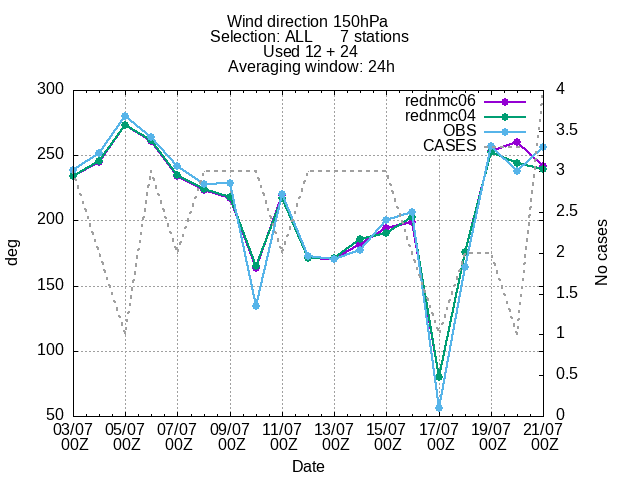 Wind direction 150hPa
Selection: ALL 7 stations
Used 12 + 24
Averaging window: 24h
rednmc06
rednmc04
OBS
CASES
300
250
200
150
100
50
deg
4
3.5
3
2.5
2
1.5
1
0.5
0
No cases
03/07 05/07 07/07 09/07 11/07 13/07 15/07 17/07 19/07 21/07
00Z 00Z 00Z 00Z 00Z 00Z 00Z 00Z 00Z 00Z
Date